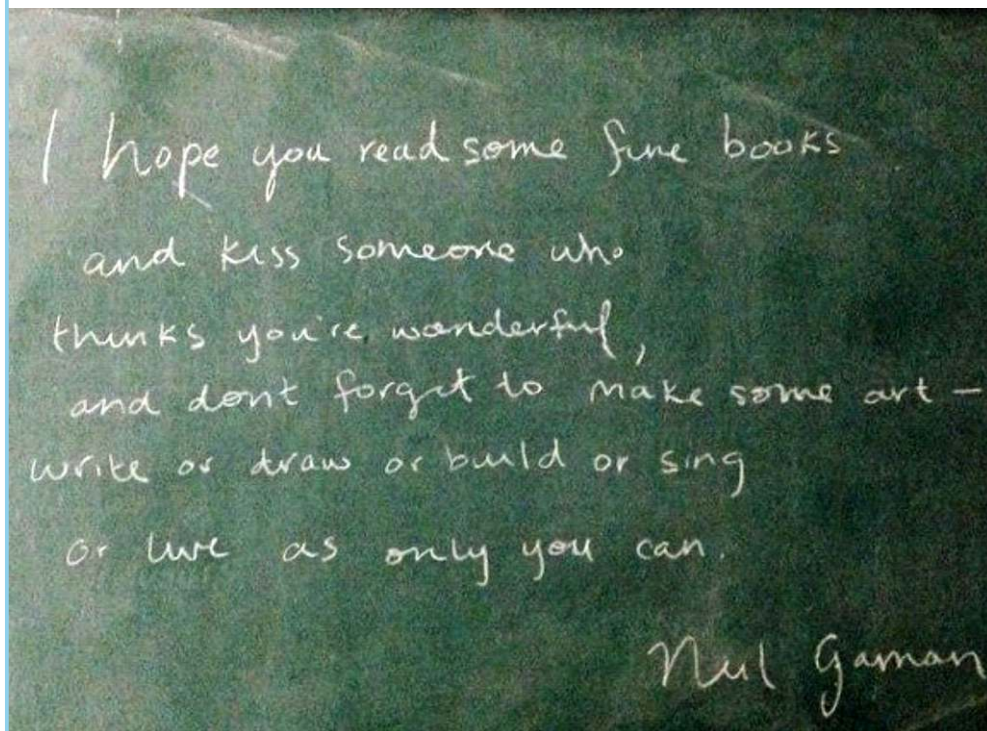 I hope you read some fine books
and kiss someone who
thinks you're wonderful,
and dont forget to make some art –
write or draw or build or sing
or live as only you can.
Neil Gaiman